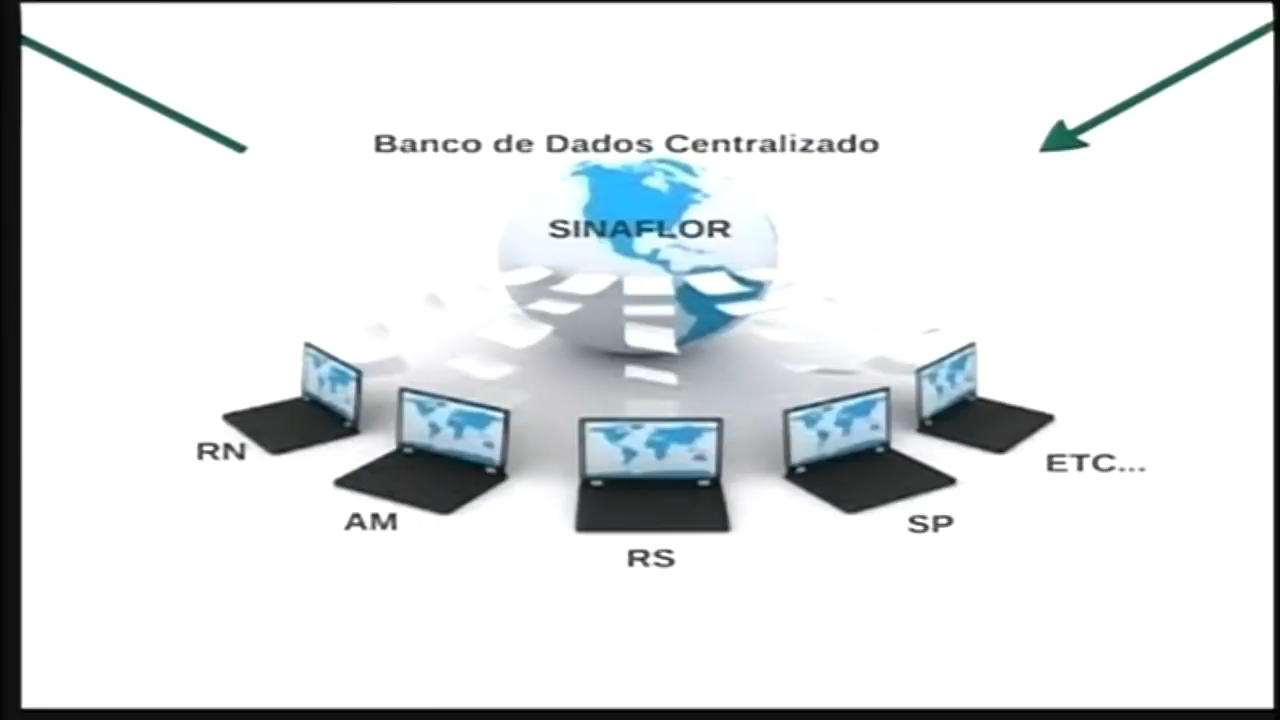 Banco de Dados Centralizado
SINAFLOR
RN
ETC...
AM
SP
RS